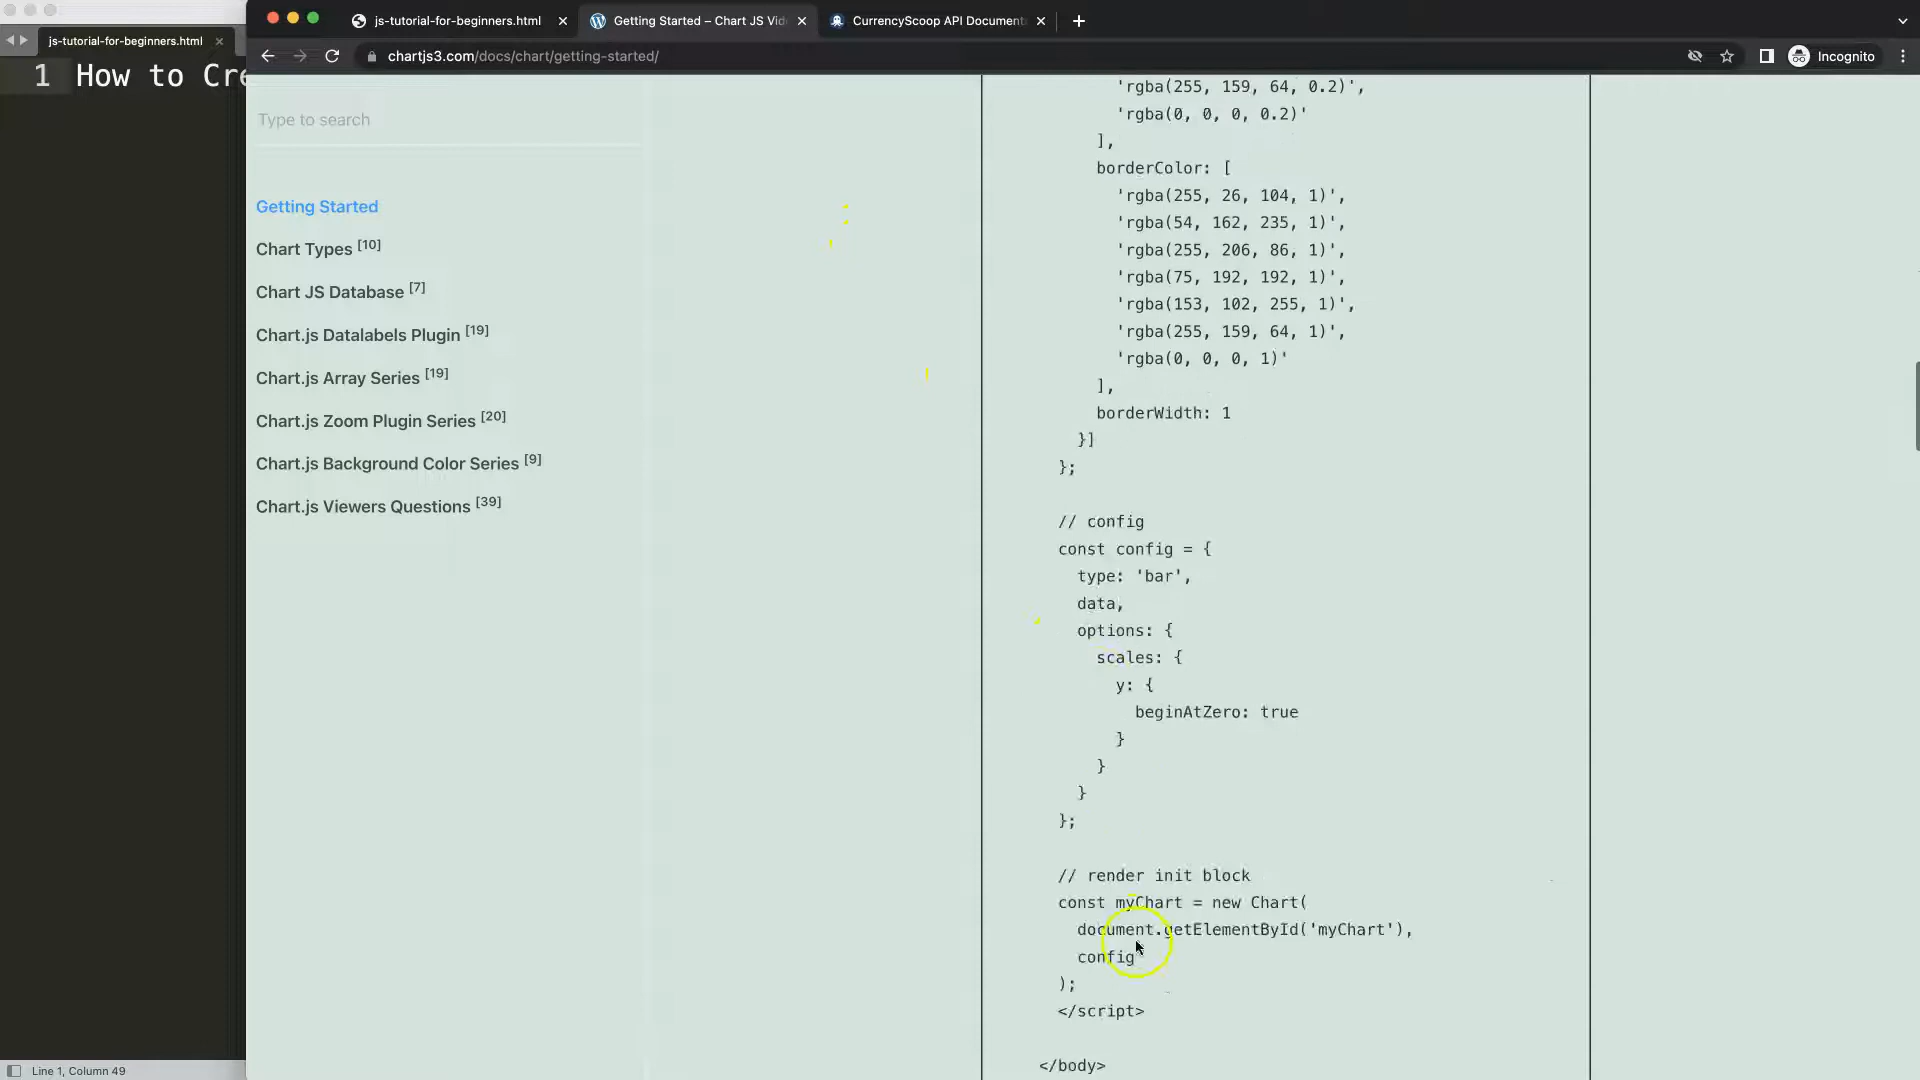 js-tutorial-for-beginners.html
1 How to Cre
Line 1, Column 49
js-tutorial-for-beginners.html
Getting Started – Chart JS Vid
CurrencyScoop API Document
chartjs3.com/docs/chart/getting-started/
Incognito
Type to search
Getting Started
Chart Types [10]
Chart JS Database [7]
Chart.js Datalabels Plugin [19]
Chart.js Array Series [19]
Chart.js Zoom Plugin Series [20]
Chart.js Background Color Series [9]
Chart.js Viewers Questions [39]
'rgba(255, 159, 64, 0.2)',
'rgba(0, 0, 0, 0.2)'
],
borderColor: [
'rgba(255, 26, 104, 1)',
'rgba(54, 162, 235, 1)',
'rgba(255, 206, 86, 1)',
'rgba(75, 192, 192, 1)',
'rgba(153, 102, 255, 1)',
'rgba(255, 159, 64, 1)',
'rgba(0, 0, 0, 1)'
],
borderWidth: 1
}]
};
// config
const config = {
type: 'bar',
data,
options: {
scales: {
y: {
beginAtZero: true
}
}
}
};
// render init block
const myChart = new Chart(
document.getElementById('myChart'),
config
);
</script>
</body>